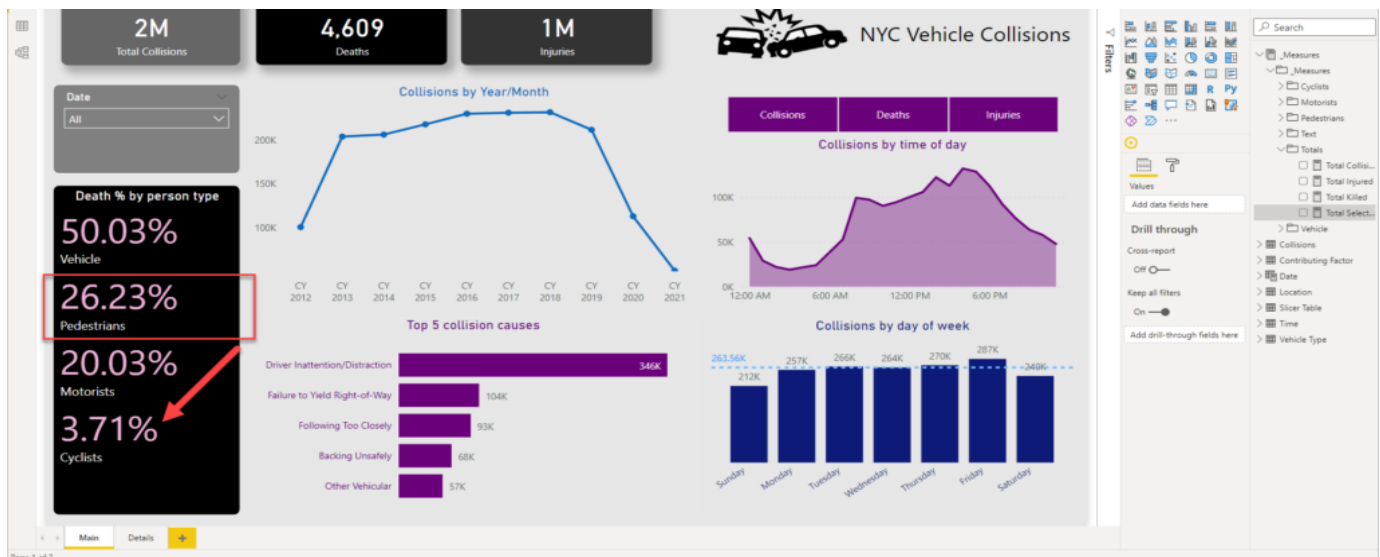 2M
Total Collisions
4,609
Deaths
1M
Injuries
NYC Vehicle Collisions
Date
All
Death % by person type
50.03%
Vehicle
26.23%
Pedestrians
20.03%
Motorists
3.71%
Cyclists
Collisions by Year/Month
200K
150K
100K
CY 2012
CY 2013
CY 2014
CY 2015
CY 2016
CY 2017
CY 2018
CY 2019
CY 2020
CY 2021
Top 5 collision causes
Driver Inattention/Distraction 346K
Failure to Yield Right-of-Way 104K
Following Too Closely 93K
Backing Unsafely 68K
Other Vehicular 57K
Collisions Deaths Injuries
Collisions by time of day
100K
50K
0K
12:00 AM 6:00 AM 12:00 PM 6:00 PM
Collisions by day of week
263.56K
212K 257K 266K 264K 270K 287K
Sunday Monday Tuesday Wednesday Thursday Friday Saturday
Main Details +
Filters
R Py
Values
Add data fields here
Drill through
Cross-report
Off
Keep all filters
On
Add drill-through fields here
Search
_Measures
_Measures
Cyclists
Motorists
Pedestrians
Text
Totals
Total Collisi...
Total Injured
Total Killed
Total Select...
Vehicle
Collisions
Contributing Factor
Date
Location
Slicer Table
Time
Vehicle Type